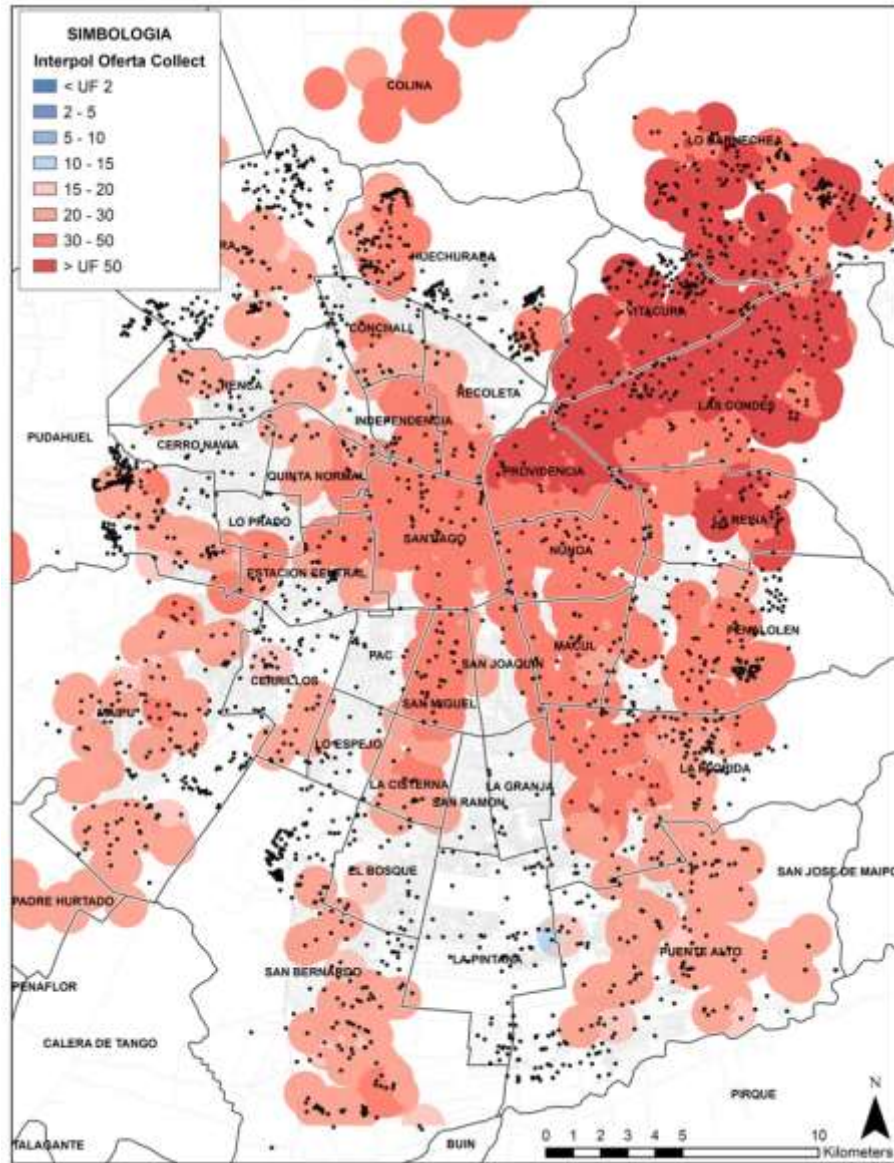 SIMBOLOGIA
Interpol Oferta Collect
< UF 2
2 - 5
5 - 10
10 - 15
15 - 20
20 - 30
30 - 50
> UF 50
COLINA
LO BARNECHEA
HUECHURABA
VITACURA
CONCHALI
RENCA
RECOLETA
LAS CONDES
INDEPENDENCIA
PUDAHUEL
CERRO NAVIA
PROVIDENCIA
QUINTA NORMAL
LO PRADO
LA REINA
SANTIAGO
ÑUÑOA
ESTACION CENTRAL
PEÑALOLEN
MACUL
PAC
SAN JOAQUIN
CERRILLOS
SAN MIGUEL
MAIPU
LO ESPEJO
LA FLORIDA
LA CISTERNA
LA GRANJA
SAN RAMON
EL BOSQUE
SAN JOSE DE MAIPO
PADRE HURTADO
PUENTE ALTO
LA PINTANA
SAN BERNARDO
PENAFLOR
CALERA DE TANGO
PIRQUE
N
TALAGANTE
BUIN
0 1 2 3 4 5 10
Kilometers